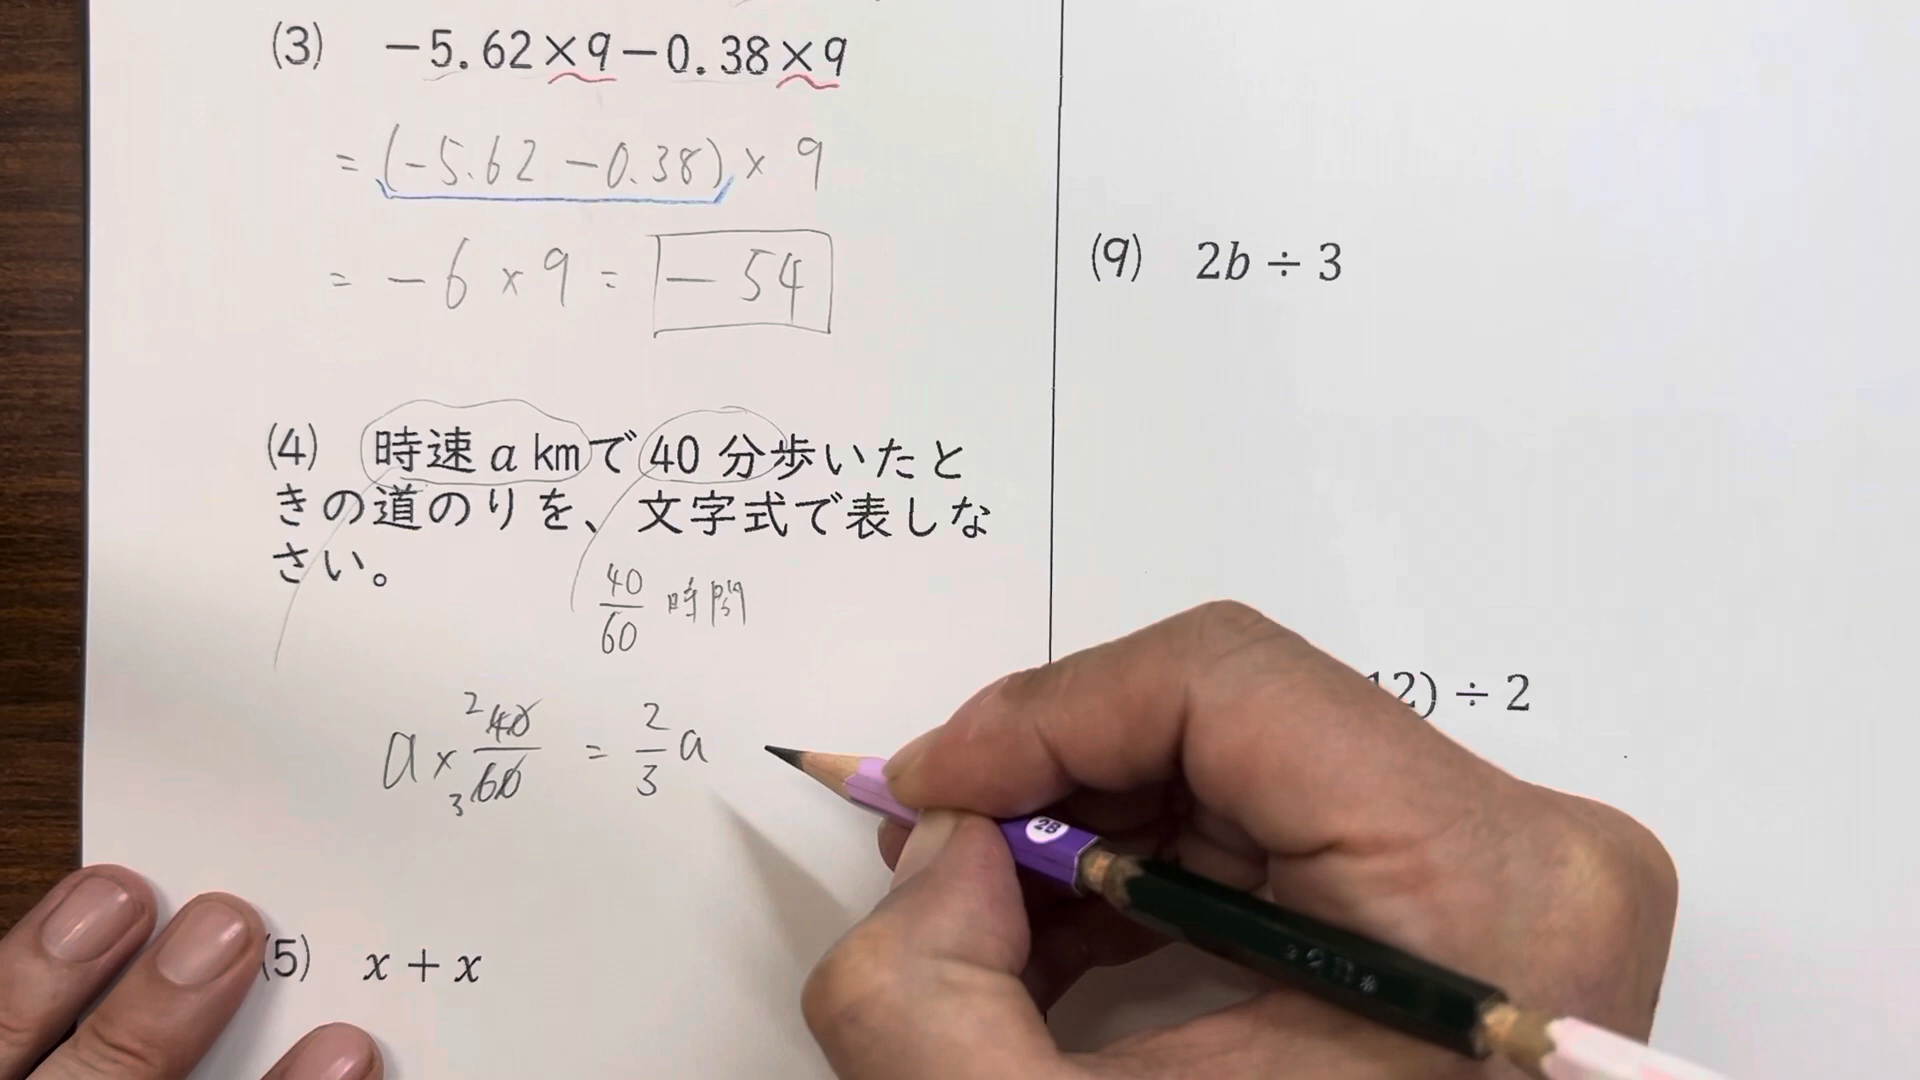 (3) −5.62×9−0.38×9
= (−5.62 −0.38) × 9
= −6 × 9 = −54
(4) 時速 a kmで40分歩いたと
きの道のりを、文字式で表しな
さい。
40/60 時間
a × 40/60 2 3 = 2/3 a
(5) x + x
(9) 2b ÷ 3
12) ÷ 2
2B